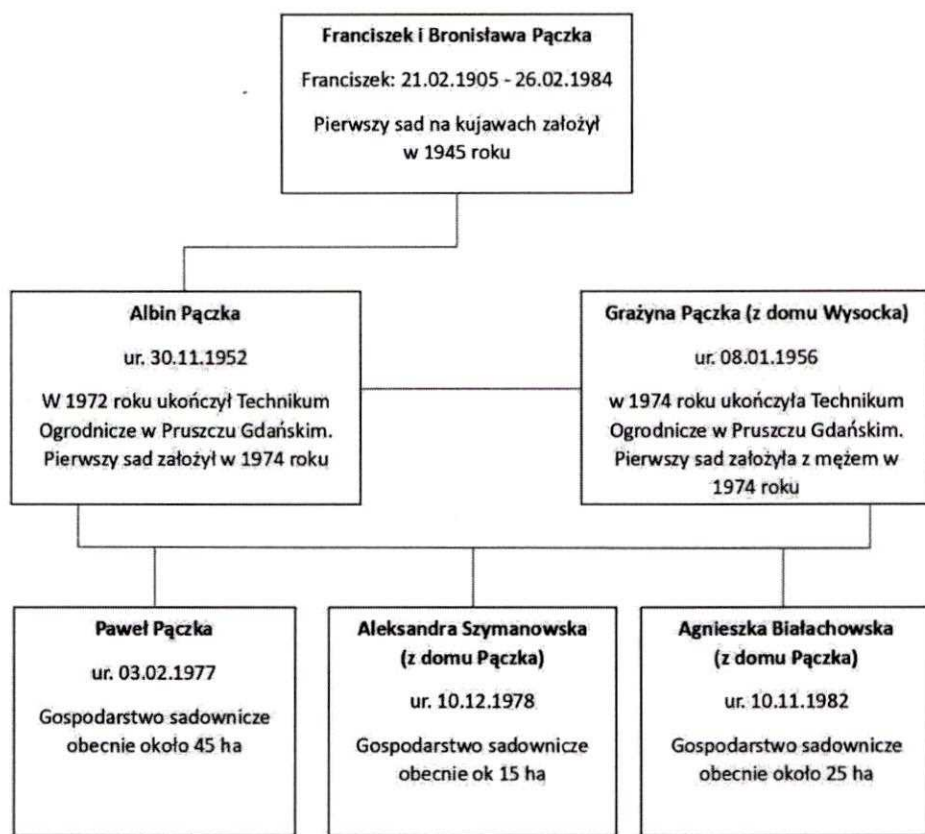 Franciszek i Bronisława Pączka
Franciszek: 21.02.1905 - 26.02.1984
Pierwszy sad na kujawach założył
w 1945 roku
Albin Pączka
ur. 30.11.1952
W 1972 roku ukończył Technikum
Ogrodnicze w Pruszczu Gdańskim.
Pierwszy sad założył w 1974 roku
Grażyna Pączka (z domu Wysocka)
ur. 08.01.1956
w 1974 roku ukończyła Technikum
Ogrodnicze w Pruszczu Gdańskim.
Pierwszy sad założyła z mężem w
1974 roku
Paweł Pączka
ur. 03.02.1977
Gospodarstwo sadownicze
obecnie około 45 ha
Aleksandra Szymanowska
(z domu Pączka)
ur. 10.12.1978
Gospodarstwo sadownicze
obecnie ok 15 ha
Agnieszka Białachowska
(z domu Pączka)
ur. 10.11.1982
Gospodarstwo sadownicze
obecnie około 25 ha